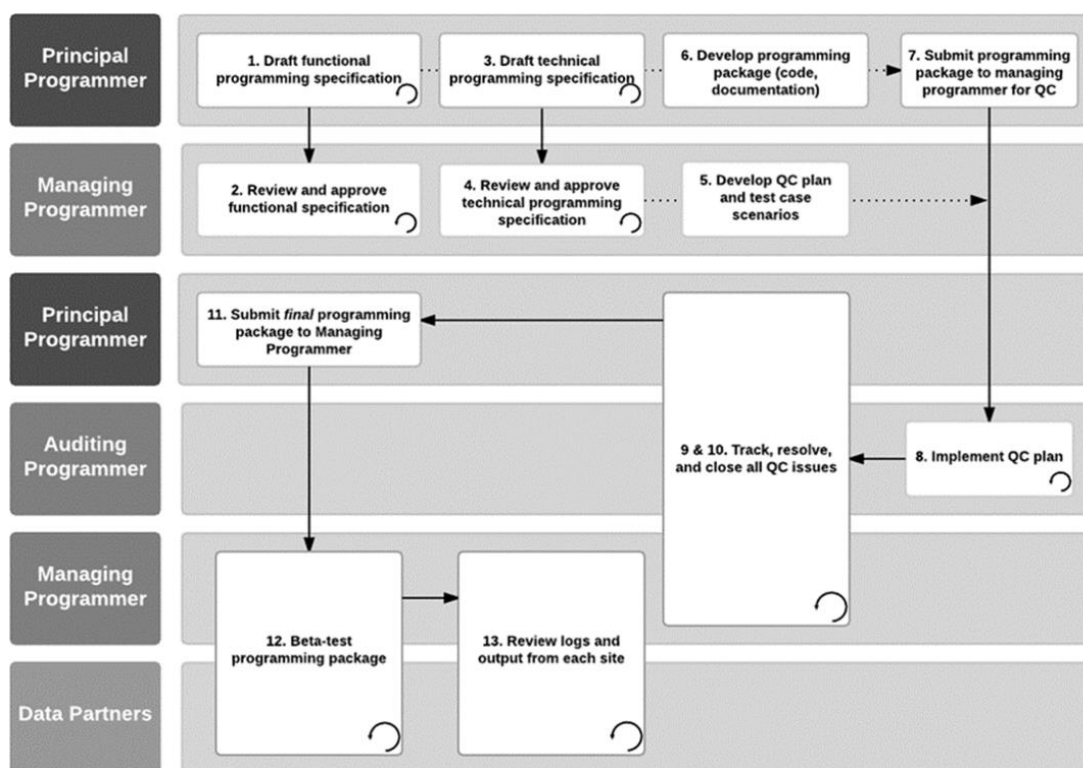 Principal
Programmer
1. Draft functional
programming specification
3. Draft technical
programming specification
6. Develop programming
package (code,
documentation)
7. Submit programming
package to managing
programmer for QC
Managing
Programmer
2. Review and approve
functional specification
4. Review and approve
technical programming
specification
5. Develop QC plan
and test case
scenarios
Principal
Programmer
11. Submit final programming
package to Managing
Programmer
Auditing
Programmer
9 & 10. Track, resolve,
and close all QC issues
8. Implement QC plan
Managing
Programmer
12. Beta-test
programming package
13. Review logs and
output from each site
Data Partners